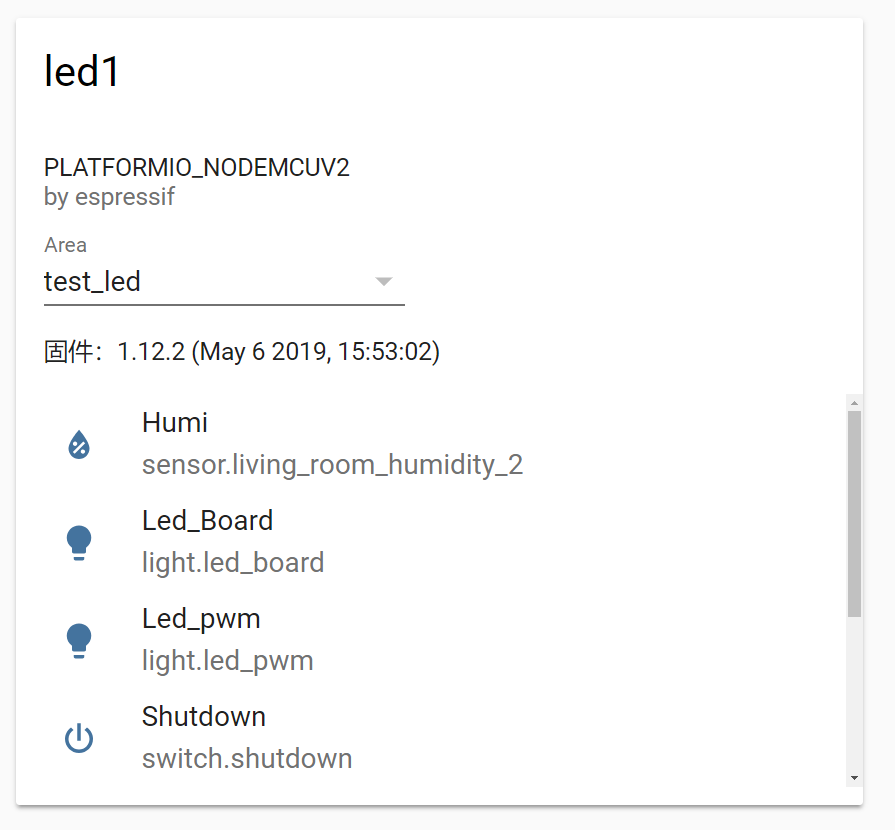 led1
PLATFORMIO_NODEMCUV2
by espressif
Area
test_led
固件：1.12.2 (May 6 2019, 15:53:02)
Humi
sensor.living_room_humidity_2
Led_Board
light.led_board
Led_pwm
light.led_pwm
Shutdown
switch.shutdown